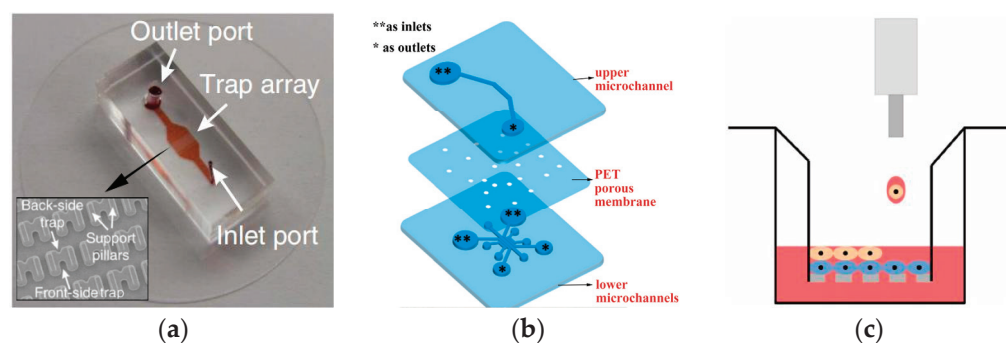 Outlet port
Trap array
Back-side
trap
Support
pillars
Front-side trap
Inlet port
**as inlets
* as outlets
**
*
upper
microchannel
PET
porous
membrane
**
**
*
*
lower
microchannels
(a)
(b)
(c)